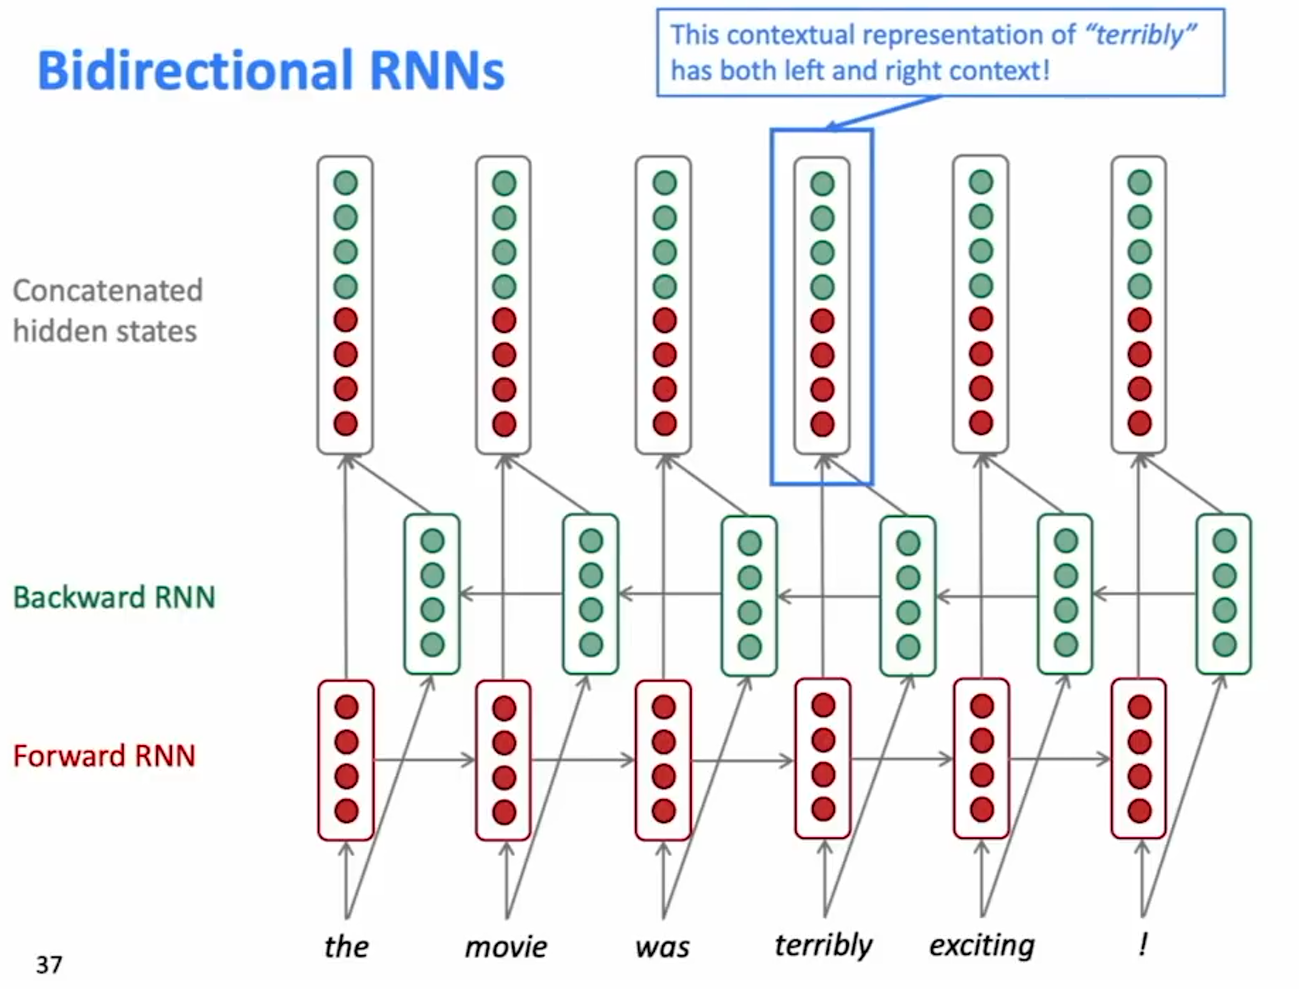 Bidirectional RNNs
This contextual representation of “terribly”
has both left and right context!
Concatenated
hidden states
Backward RNN
Forward RNN
the movie was terribly exciting !
37